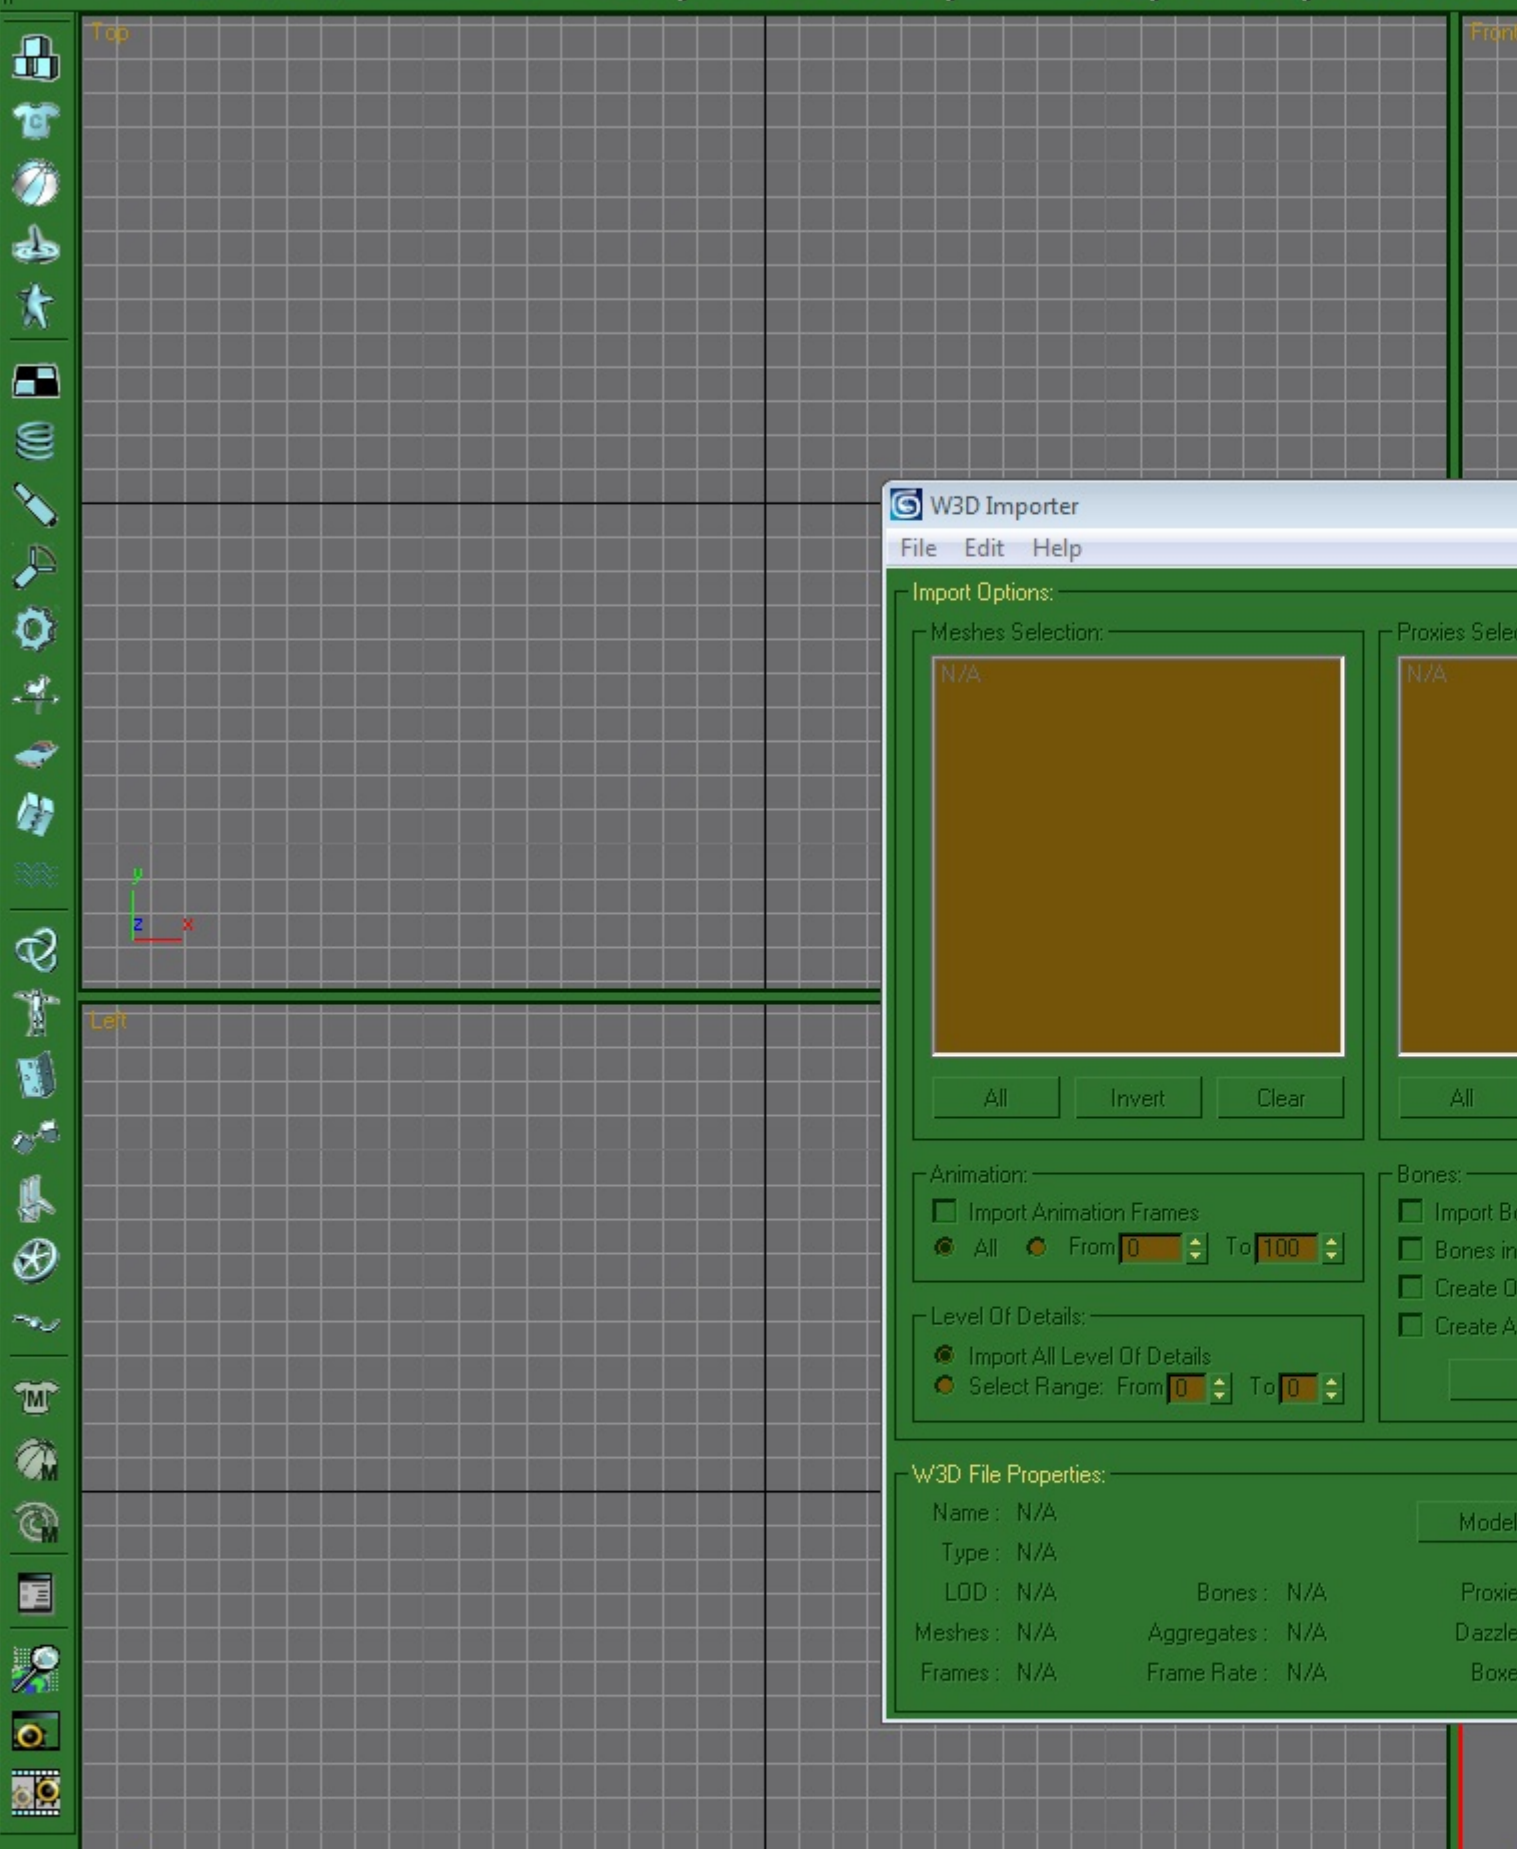 Top
Front
W3D Importer
File Edit Help
Import Options:
Meshes Selection:
N/A
All Invert Clear
Proxies Selec
N/A
All
Animation:
Import Animation Frames
All From 0 To 100
Bones:
Import B
Bones in
Create O
Create A
Level Of Details:
Import All Level Of Details
Select Range: From 0 To 0
W3D File Properties:
Name : N/A
Model
Type : N/A
LOD : N/A Bones : N/A Proxie
Meshes : N/A Aggregates : N/A Dazzle
Frames : N/A Frame Rate : N/A Boxe
y
z x
Left
C
M
M
M